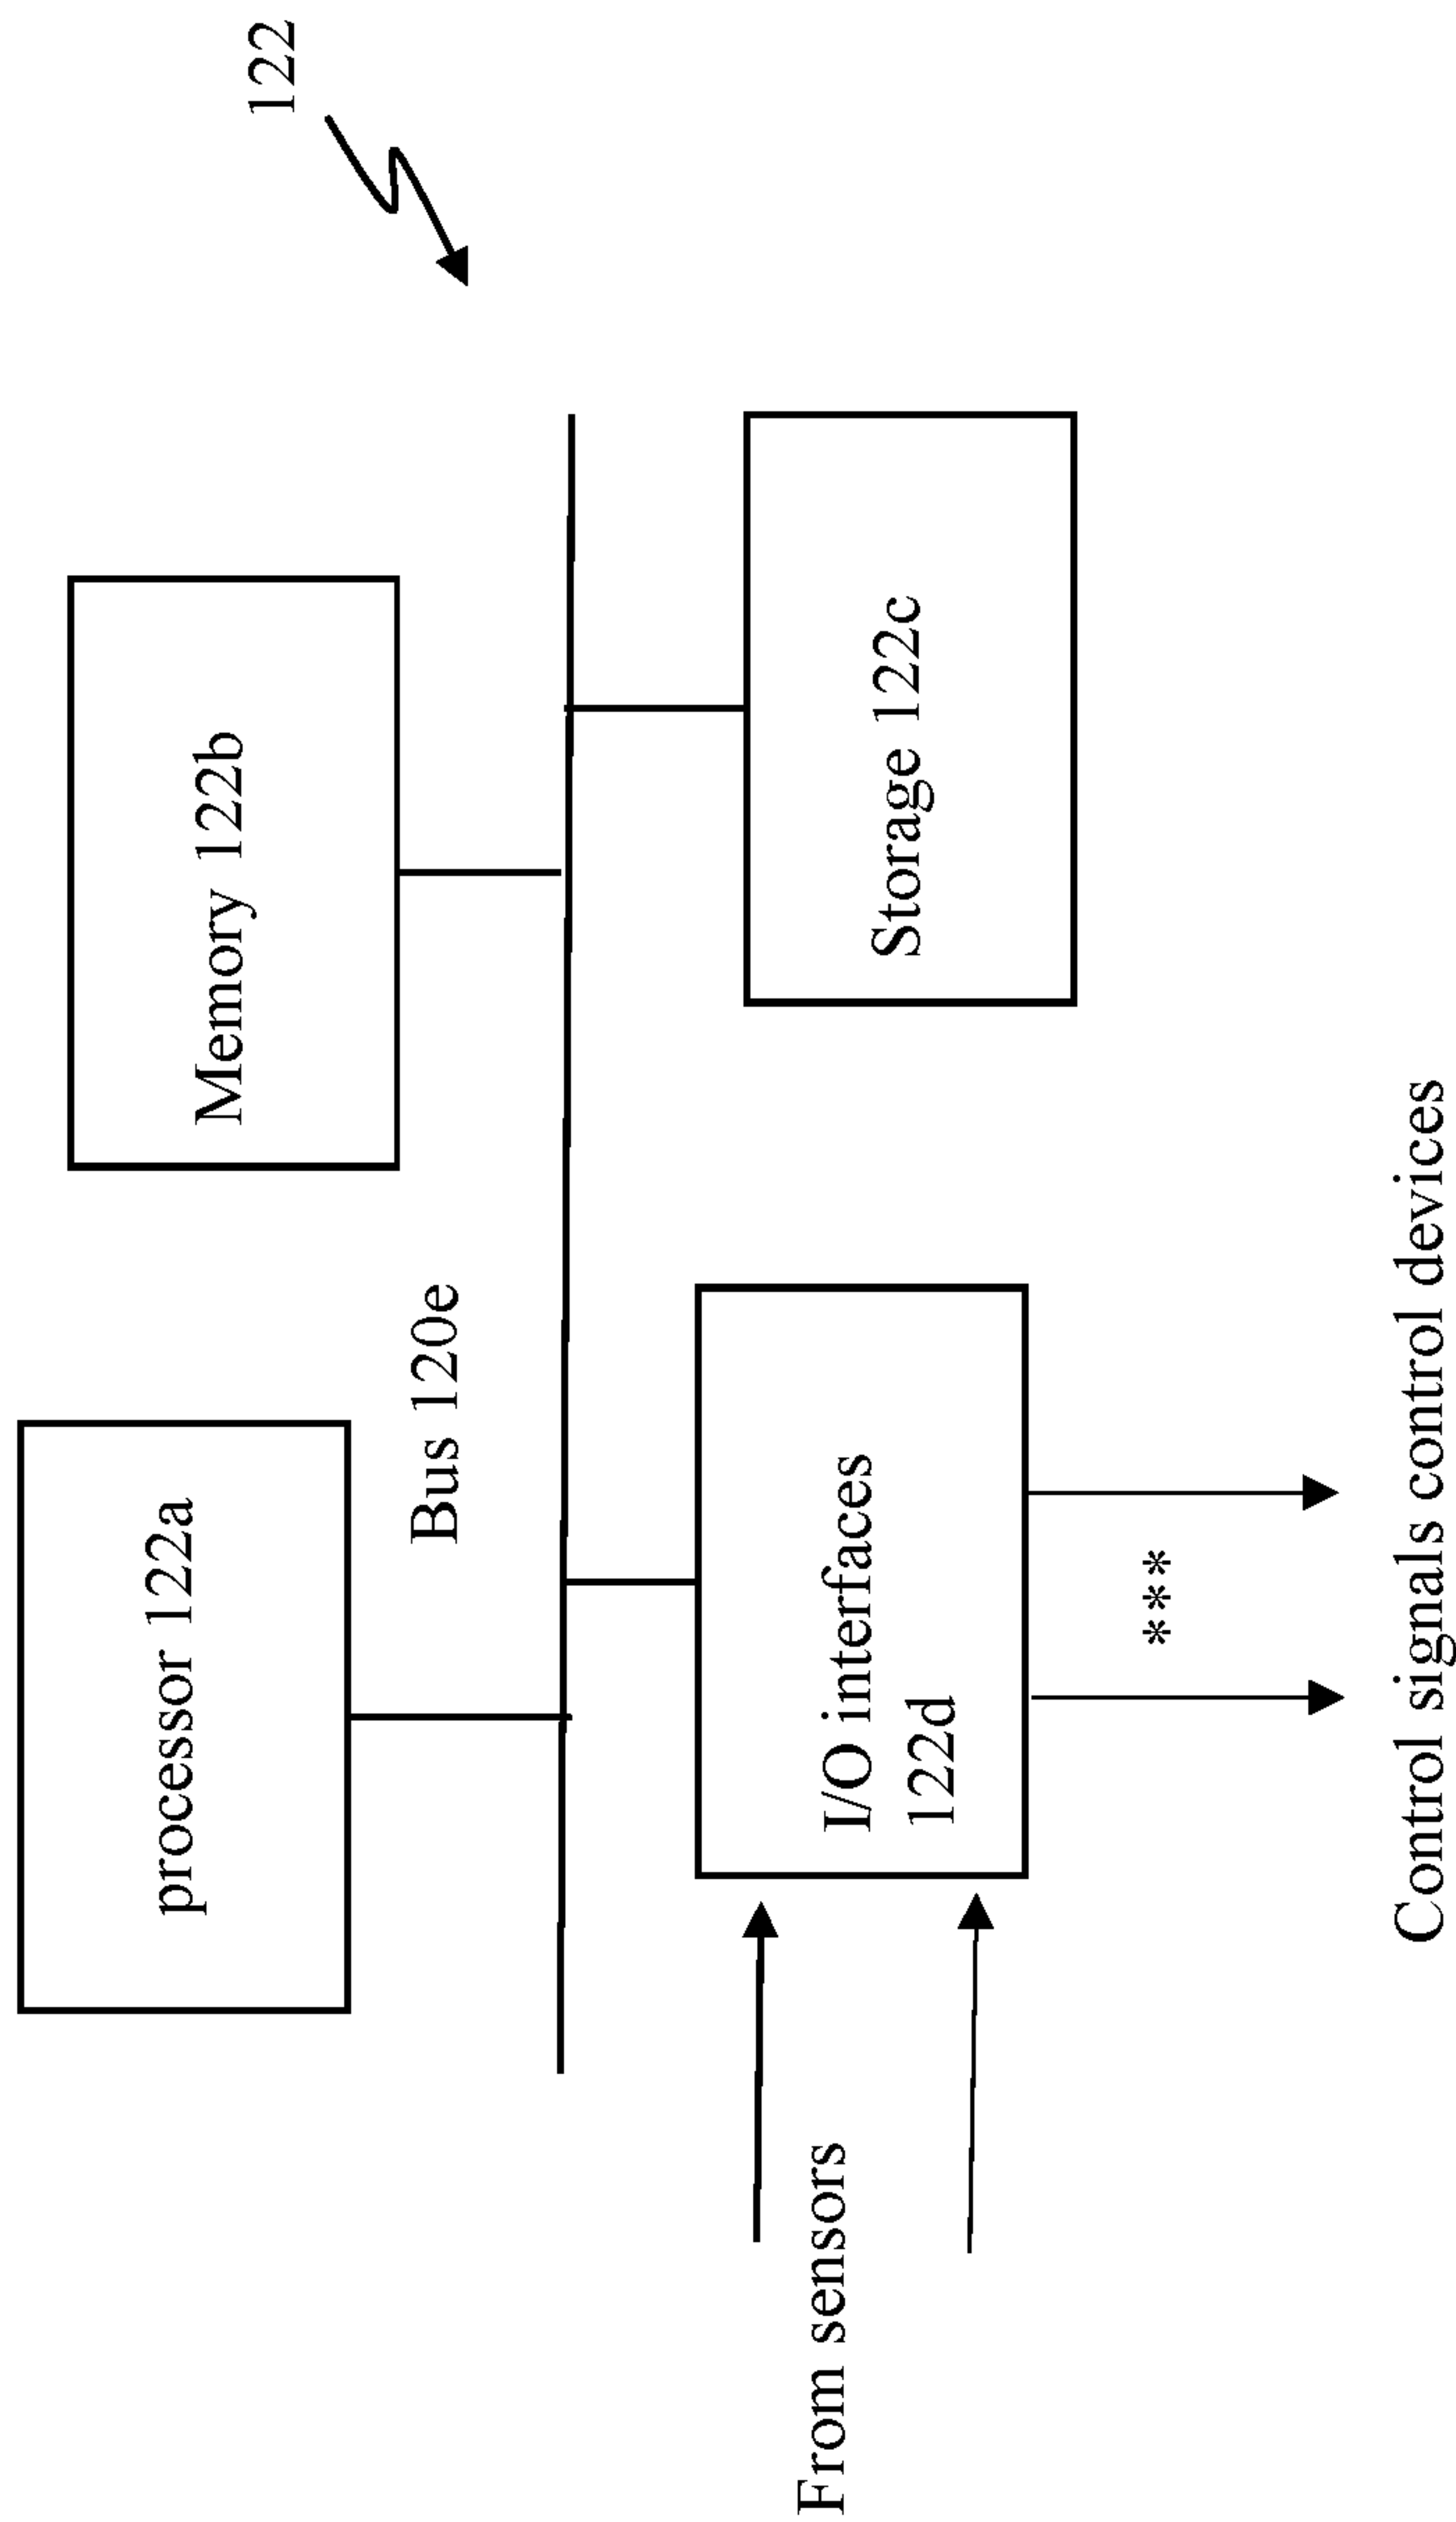 122
processor 122a
Memory 122b
Bus 120e
I/O interfaces
122d
Storage 122c
From sensors
***
Control signals control devices